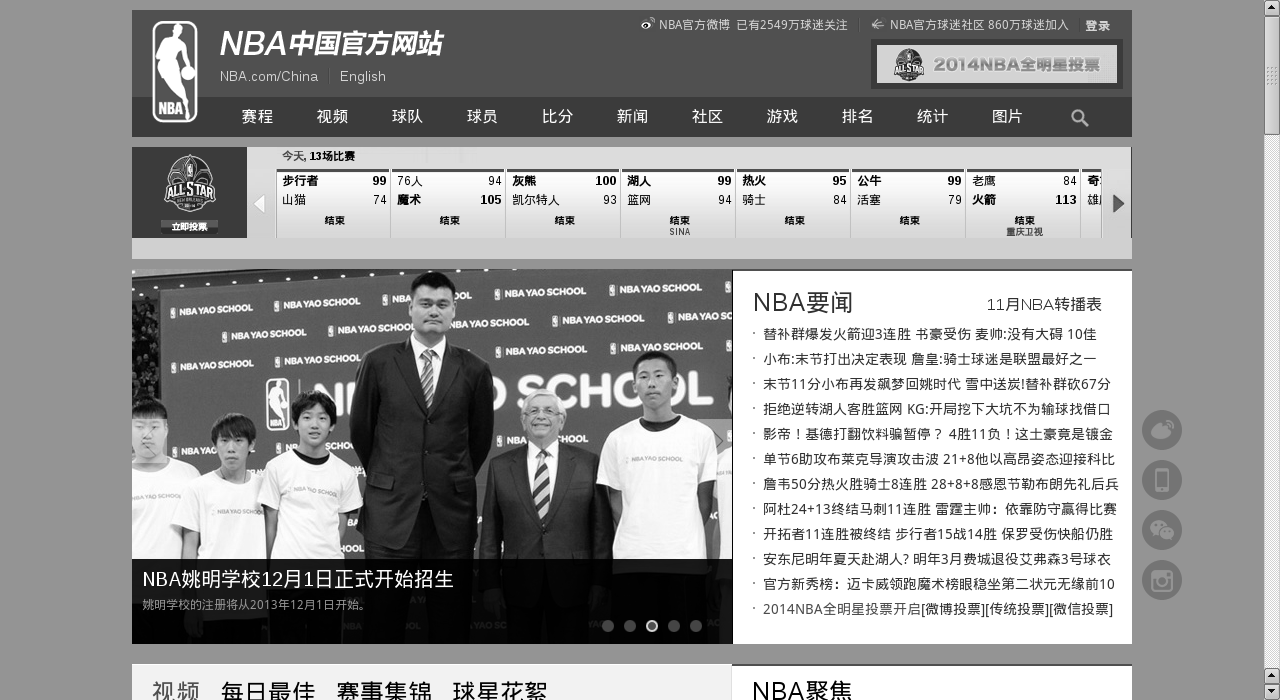 NBA官方微博 已有2549万球迷关注
NBA官方球迷社区 860万球迷加入
登录
NBA中国官方网站
NBA.com/China
English
2014NBA全明星投票
NBA
赛程 视频 球队 球员 比分 新闻 社区 游戏 排名 统计 图片
今天, 13场比赛
ALL STAR
立即投票
步行者 99
山猫 74
结束
76人 94
魔术 105
结束
灰熊 100
凯尔特人 93
结束
湖人 99
篮网 94
结束
SINA
热火 95
骑士 84
结束
公牛 99
活塞 79
结束
老鹰 84
火箭 113
结束
重庆卫视
NBA YAO SCHOOL
NBA姚明学校12月1日正式开始招生
姚明学校的注册将从2013年12月1日开始。
NBA要闻
11月NBA转播表
替补群爆发火箭迎3连胜 书豪受伤 麦帅:没有大碍 10佳
小布:末节打出决定表现 詹皇:骑士球迷是联盟最好之一
末节11分小布再发飙梦回姚时代 雪中送炭!替补群砍67分
拒绝逆转湖人客胜篮网 KG:开局挖下大坑不为输球找借口
影帝！基德打翻饮料骗暂停？ 4胜11负！这土豪竟是镀金
单节6助攻布莱克导演攻击波 21+8他以高昂姿态迎接科比
詹韦50分热火胜骑士8连胜 28+8+8感恩节勒布朗先礼后兵
阿杜24+13终结马刺11连胜 雷霆主帅：依靠防守赢得比赛
开拓者11连胜被终结 步行者15战14胜 保罗受伤快船仍胜
安东尼明年夏天赴湖人? 明年3月费城退役艾弗森3号球衣
官方新秀榜：迈卡威领跑魔术榜眼稳坐第二状元无缘前10
2014NBA全明星投票开启[微博投票][传统投票][微信投票]
视频 每日最佳 赛事集锦 球星花絮
NBA聚焦